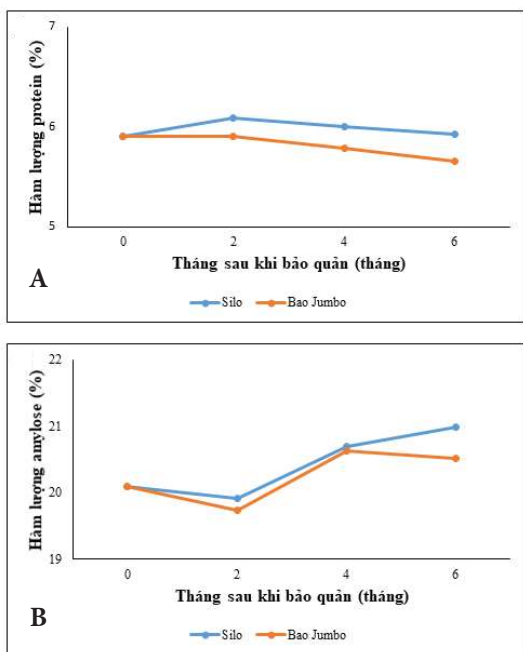 Hàm lượng protein (%)
7
6
5
0 2 4 6
Tháng sau khi bảo quản (tháng)
A
Silo Bao Jumbo
Hàm lượng amylose (%)
22
21
20
19
0 2 4 6
Tháng sau khi bảo quản (tháng)
B
Silo Bao Jumbo